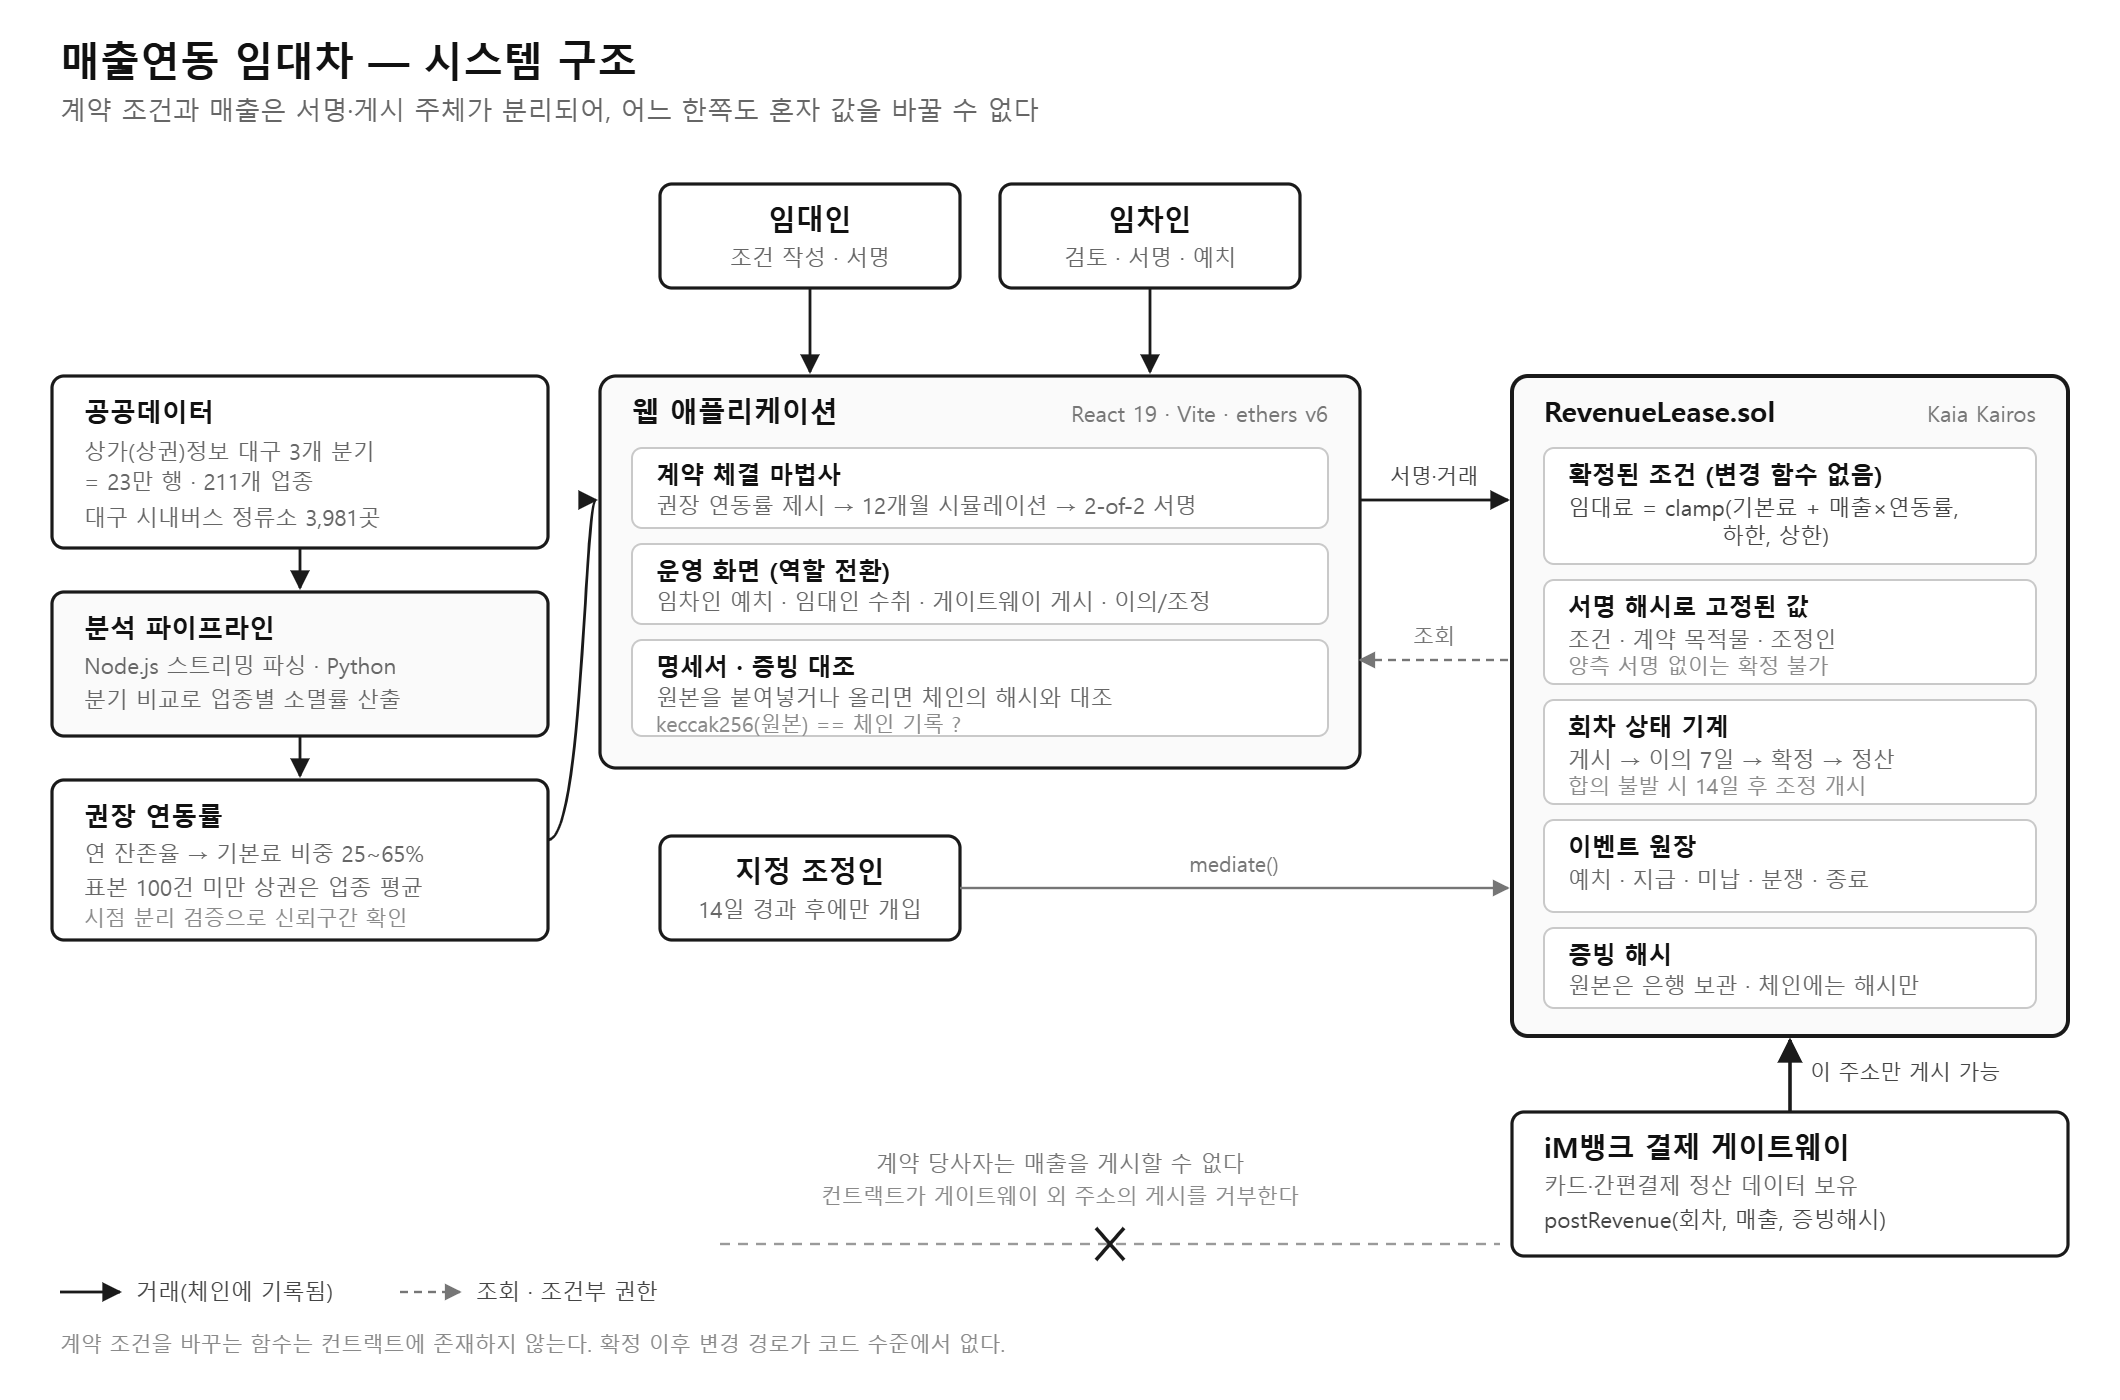 매출연동 임대차 — 시스템 구조
계약 조건과 매출은 서명·게시 주체가 분리되어, 어느 한쪽도 혼자 값을 바꿀 수 없다
임대인
조건 작성 · 서명
임차인
검토 · 서명 · 예치
공공데이터
상가(상권)정보 대구 3개 분기
= 23만 행 · 211개 업종
대구 시내버스 정류소 3,981곳
분석 파이프라인
Node.js 스트리밍 파싱 · Python
분기 비교로 업종별 소멸률 산출
권장 연동률
연 잔존율 → 기본료 비중 25~65%
표본 100건 미만 상권은 업종 평균
시점 분리 검증으로 신뢰구간 확인
웹 애플리케이션
React 19 · Vite · ethers v6
계약 체결 마법사
권장 연동률 제시 → 12개월 시뮬레이션 → 2-of-2 서명
운영 화면 (역할 전환)
임차인 예치 · 임대인 수취 · 게이트웨이 게시 · 이의/조정
명세서 · 증빙 대조
원본을 붙여넣거나 올리면 체인의 해시와 대조
keccak256(원본) == 체인 기록 ?
서명·거래
조회
지정 조정인
14일 경과 후에만 개입
mediate()
RevenueLease.sol
Kaia Kairos
확정된 조건 (변경 함수 없음)
임대료 = clamp(기본료 + 매출×연동률,
하한, 상한)
서명 해시로 고정된 값
조건 · 계약 목적물 · 조정인
양측 서명 없이는 확정 불가
회차 상태 기계
게시 → 이의 7일 → 확정 → 정산
합의 불발 시 14일 후 조정 개시
이벤트 원장
예치 · 지급 · 미납 · 분쟁 · 종료
증빙 해시
원본은 은행 보관 · 체인에는 해시만
이 주소만 게시 가능
iM뱅크 결제 게이트웨이
카드·간편결제 정산 데이터 보유
postRevenue(회차, 매출, 증빙해시)
계약 당사자는 매출을 게시할 수 없다
컨트랙트가 게이트웨이 외 주소의 게시를 거부한다
거래(체인에 기록됨)
조회 · 조건부 권한
계약 조건을 바꾸는 함수는 컨트랙트에 존재하지 않는다. 확정 이후 변경 경로가 코드 수준에서 없다.